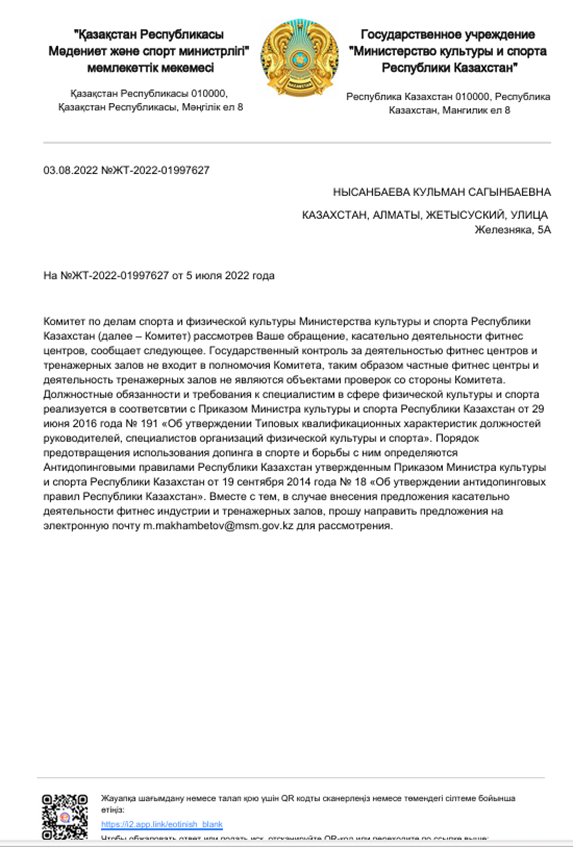 "Қазақстан Республикасы
Мәдениет және спорт министрлігі"
мемлекеттік мекемесі
Қазақстан Республикасы 010000,
Қазақстан Республикасы, Мәңгілік ел 8
Государственное учреждение
"Министерство культуры и спорта
Республики Казахстан"
Республика Казахстан 010000, Республика
Казахстан, Мангилик ел 8
03.08.2022 №ЖТ-2022-01997627
НЫСАНБАЕВА КУЛЬМАН САГЫНБАЕВНА
КАЗАХСТАН, АЛМАТЫ, ЖЕТЫСУСКИЙ, УЛИЦА
Железняка, 5А
На №ЖТ-2022-01997627 от 5 июля 2022 года
Комитет по делам спорта и физической культуры Министерства культуры и спорта Республики
Казахстан (далее – Комитет) рассмотрев Ваше обращение, касательно деятельности фитнес
центров, сообщает следующее. Государственный контроль за деятельностью фитнес центров и
тренажерных залов не входит в полномочия Комитета, таким образом частные фитнес центры и
деятельность тренажерных залов не являются объектами проверок со стороны Комитета.
Должностные обязанности и требования к специалистим в сфере физической культуры и спорта
реализуется в соответсвтии с Приказом Министра культуры и спорта Республики Казахстан от 29
июня 2016 года № 191 «Об утверждении Типовых квалификационных характеристик должностей
руководителей, специалистов организаций физической культуры и спорта». Порядок
предотвращения использования допинга в спорте и борьбы с ним определяются
Антидопинговыми правилами Республики Казахстан утвержденным Приказом Министра культуры
и спорта Республики Казахстан от 19 сентября 2014 года № 18 «Об утверждении антидопинговых
правил Республики Казахстан». Вместе с тем, в случае внесения предложения касательно
деятельности фитнес индустрии и тренажерных залов, прошу направить предложения на
электронную почту m.makhambetov@msm.gov.kz для рассмотрения.
Жауапқа шағымдану немесе талап қою үшін QR кодты сканерлеңіз немесе төмендегі сілтеме бойынша
өтіңіз:
https://i2.app.link/eotinish_blank
Чтобы обжаловать ответ или подать иск, отсканируйте QR-код или переходите по ссылке выше: